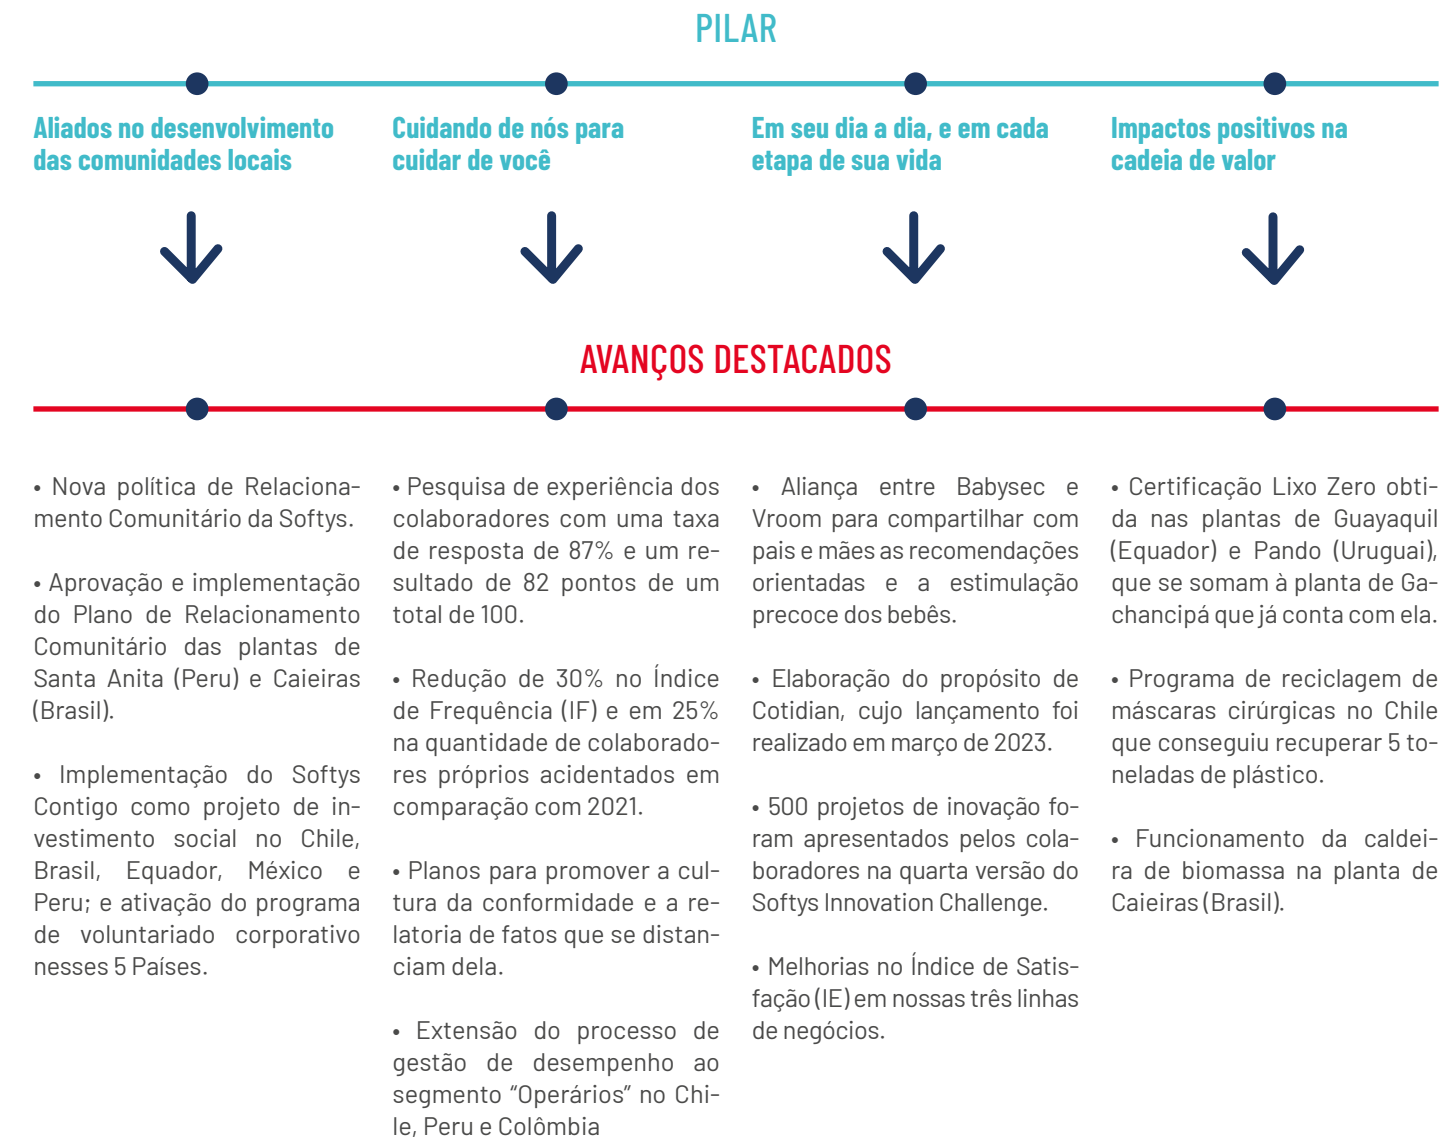 PILAR
Aliados no desenvolvimento
das comunidades locais
Cuidando de nós para
cuidar de você
Em seu dia a dia, e em cada
etapa de sua vida
Impactos positivos na
cadeia de valor
AVANÇOS DESTACADOS
• Nova política de Relaciona-
mento Comunitário da Softys.
• Aprovação e implementação
do Plano de Relacionamento
Comunitário das plantas de
Santa Anita (Peru) e Caieiras
(Brasil).
• Implementação do Softys
Contigo como projeto de in-
vestimento social no Chile,
Brasil, Equador, México e
Peru; e ativação do programa
de voluntariado corporativo
nesses 5 Países.
• Pesquisa de experiência dos
colaboradores com uma taxa
de resposta de 87% e um re-
sultado de 82 pontos de um
total de 100.
• Redução de 30% no Índice
de Frequência (IF) e em 25%
na quantidade de colaborado-
res próprios acidentados em
comparação com 2021.
• Planos para promover a cul-
tura da conformidade e a re-
latoria de fatos que se distan-
ciam dela.
• Extensão do processo de
gestão de desempenho ao
segmento “Operários” no Chi-
le, Peru e Colômbia
• Aliança entre Babysec e
Vroom para compartilhar com
pais e mães as recomendações
orientadas e a estimulação
precoce dos bebês.
• Elaboração do propósito de
Cotidian, cujo lançamento foi
realizado em março de 2023.
• 500 projetos de inovação fo-
ram apresentados pelos cola-
boradores na quarta versão do
Softys Innovation Challenge.
• Melhorias no Índice de Satis-
fação (IE) em nossas três linhas
de negócios.
• Certificação Lixo Zero obti-
da nas plantas de Guayaquil
(Equador) e Pando (Uruguai),
que se somam à planta de Ga-
chancipá que já conta com ela.
• Programa de reciclagem de
máscaras cirúrgicas no Chile
que conseguiu recuperar 5 to-
neladas de plástico.
• Funcionamento da caldei-
ra de biomassa na planta de
Caieiras (Brasil).